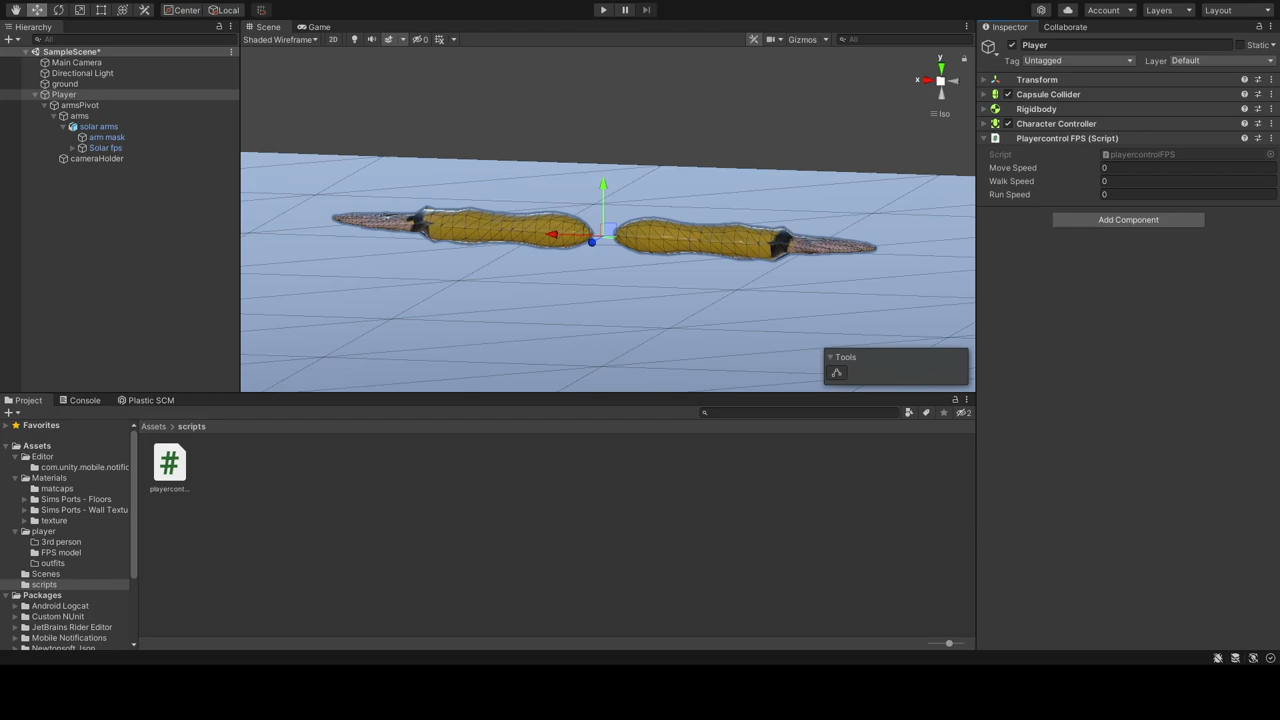 Center
Local
Account
Layers
Layout
Hierarchy
Scene
Game
Inspector
Collaborate
All
Shaded Wireframe
2D
0
Gizmos
All
SampleScene*
Main Camera
Directional Light
ground
Player
armsPivot
arms
solar arms
arm mask
Solar fps
cameraHolder
y
x
Iso
Tools
Player
Static
Tag Untagged
Layer Default
Transform
Capsule Collider
Rigidbody
Character Controller
Playercontrol FPS (Script)
Script playercontrolFPS
Move Speed 0
Walk Speed 0
Run Speed 0
Add Component
Project
Console
Plastic SCM
2
Favorites
Assets
Editor
com.unity.mobile.notific
Materials
matcaps
Sims Ports - Floors
Sims Ports - Wall Textu
texture
player
3rd person
FPS model
outfits
Scenes
scripts
Packages
Android Logcat
Custom NUnit
JetBrains Rider Editor
Mobile Notifications
Newtonsoft Json
Assets > scripts
#
playercont...